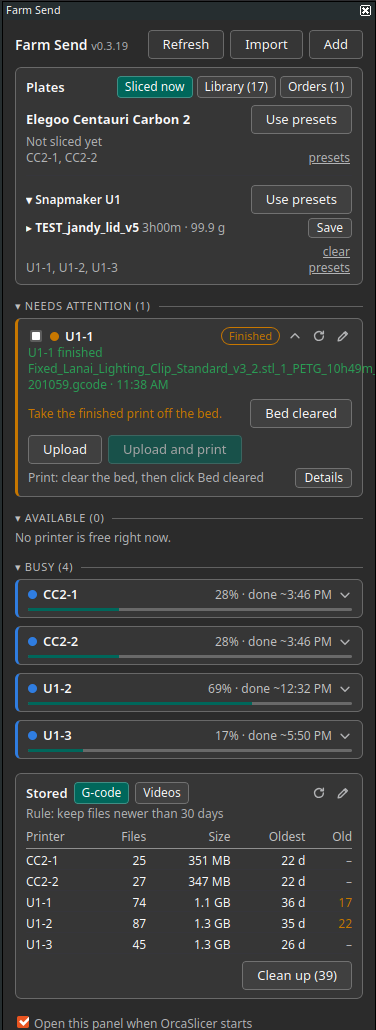 Farm Send
Farm Send v0.3.19 Refresh Import Add
Plates Sliced now Library (17) Orders (1)
Elegoo Centauri Carbon 2 Use presets
Not sliced yet
CC2-1, CC2-2 presets
▾ Snapmaker U1 Use presets
▸ TEST_jandy_lid_v5 3h00m · 99.9 g Save
clear
U1-1, U1-2, U1-3 presets
▾ NEEDS ATTENTION (1)
U1-1 Finished
U1-1 finished
Fixed_Lanai_Lighting_Clip_Standard_v3_2.stl_1_PETG_10h49m_
201059.gcode · 11:38 AM
Take the finished print off the bed. Bed cleared
Upload Upload and print
Print: clear the bed, then click Bed cleared Details
▾ AVAILABLE (0)
No printer is free right now.
▾ BUSY (4)
CC2-1 28% · done ~3:46 PM
CC2-2 28% · done ~3:46 PM
U1-2 69% · done ~12:32 PM
U1-3 17% · done ~5:50 PM
Stored G-code Videos
Rule: keep files newer than 30 days
Printer Files Size Oldest Old
CC2-1 25 351 MB 22 d –
CC2-2 27 347 MB 22 d –
U1-1 74 1.1 GB 36 d 17
U1-2 87 1.3 GB 35 d 22
U1-3 45 1.3 GB 26 d –
Clean up (39)
Open this panel when OrcaSlicer starts